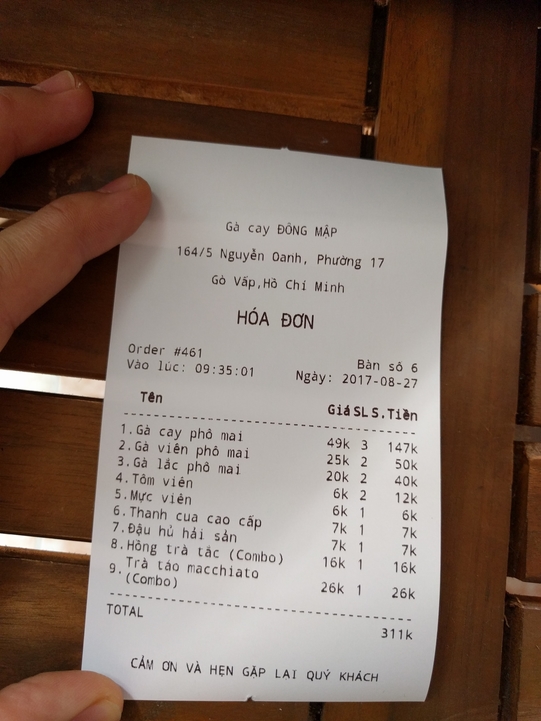 Gà cay ĐÔNG MẬP
164/5 Nguyễn Oanh, Phường 17
Gò Vấp,Hồ Chí Minh
HÓA ĐƠN
Order #461 Bàn số 6
Vào lúc: 09:35:01 Ngày: 2017-08-27
Tên Giá SL S.Tiền
1.Gà cay phô mai 49k 3 147k
2.Gà viên phô mai 25k 2 50k
3.Gà lắc phô mai 20k 2 40k
4.Tôm viên 6k 2 12k
5.Mực viên 6k 1 6k
6.Thanh cua cao cấp 7k 1 7k
7.Đậu hủ hải sản 7k 1 7k
8.Hồng trà tắc (Combo) 16k 1 16k
9.Trà táo macchiato
(Combo) 26k 1 26k
TOTAL 311k
CẢM ƠN VÀ HẸN GẶP LẠI QUÝ KHÁCH